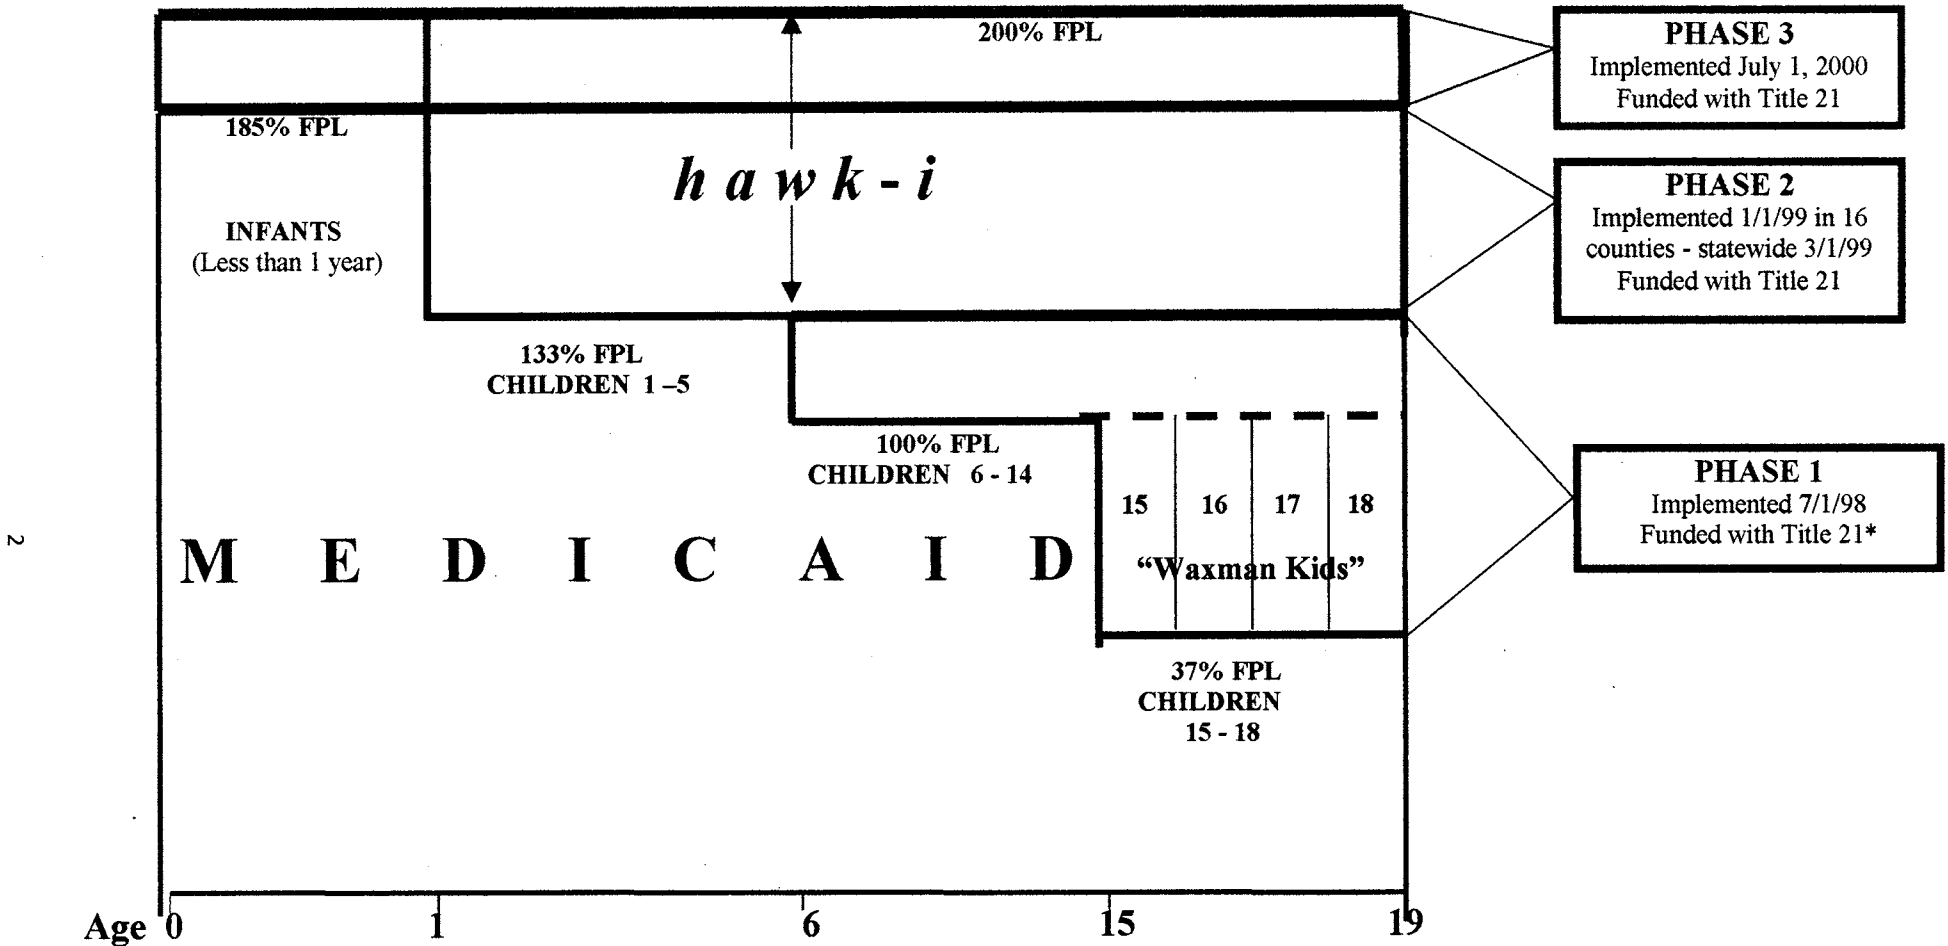 200% FPL
185% FPL
hawk-i
INFANTS
(Less than 1 year)
133% FPL
CHILDREN 1 –5
100% FPL
CHILDREN 6 - 14
15 16 17 18
“Waxman Kids”
M E D I C A I D
37% FPL
CHILDREN
15 - 18
Age 0 1 6 15 19
PHASE 3
Implemented July 1, 2000
Funded with Title 21
PHASE 2
Implemented 1/1/99 in 16
counties - statewide 3/1/99
Funded with Title 21
PHASE 1
Implemented 7/1/98
Funded with Title 21*
2